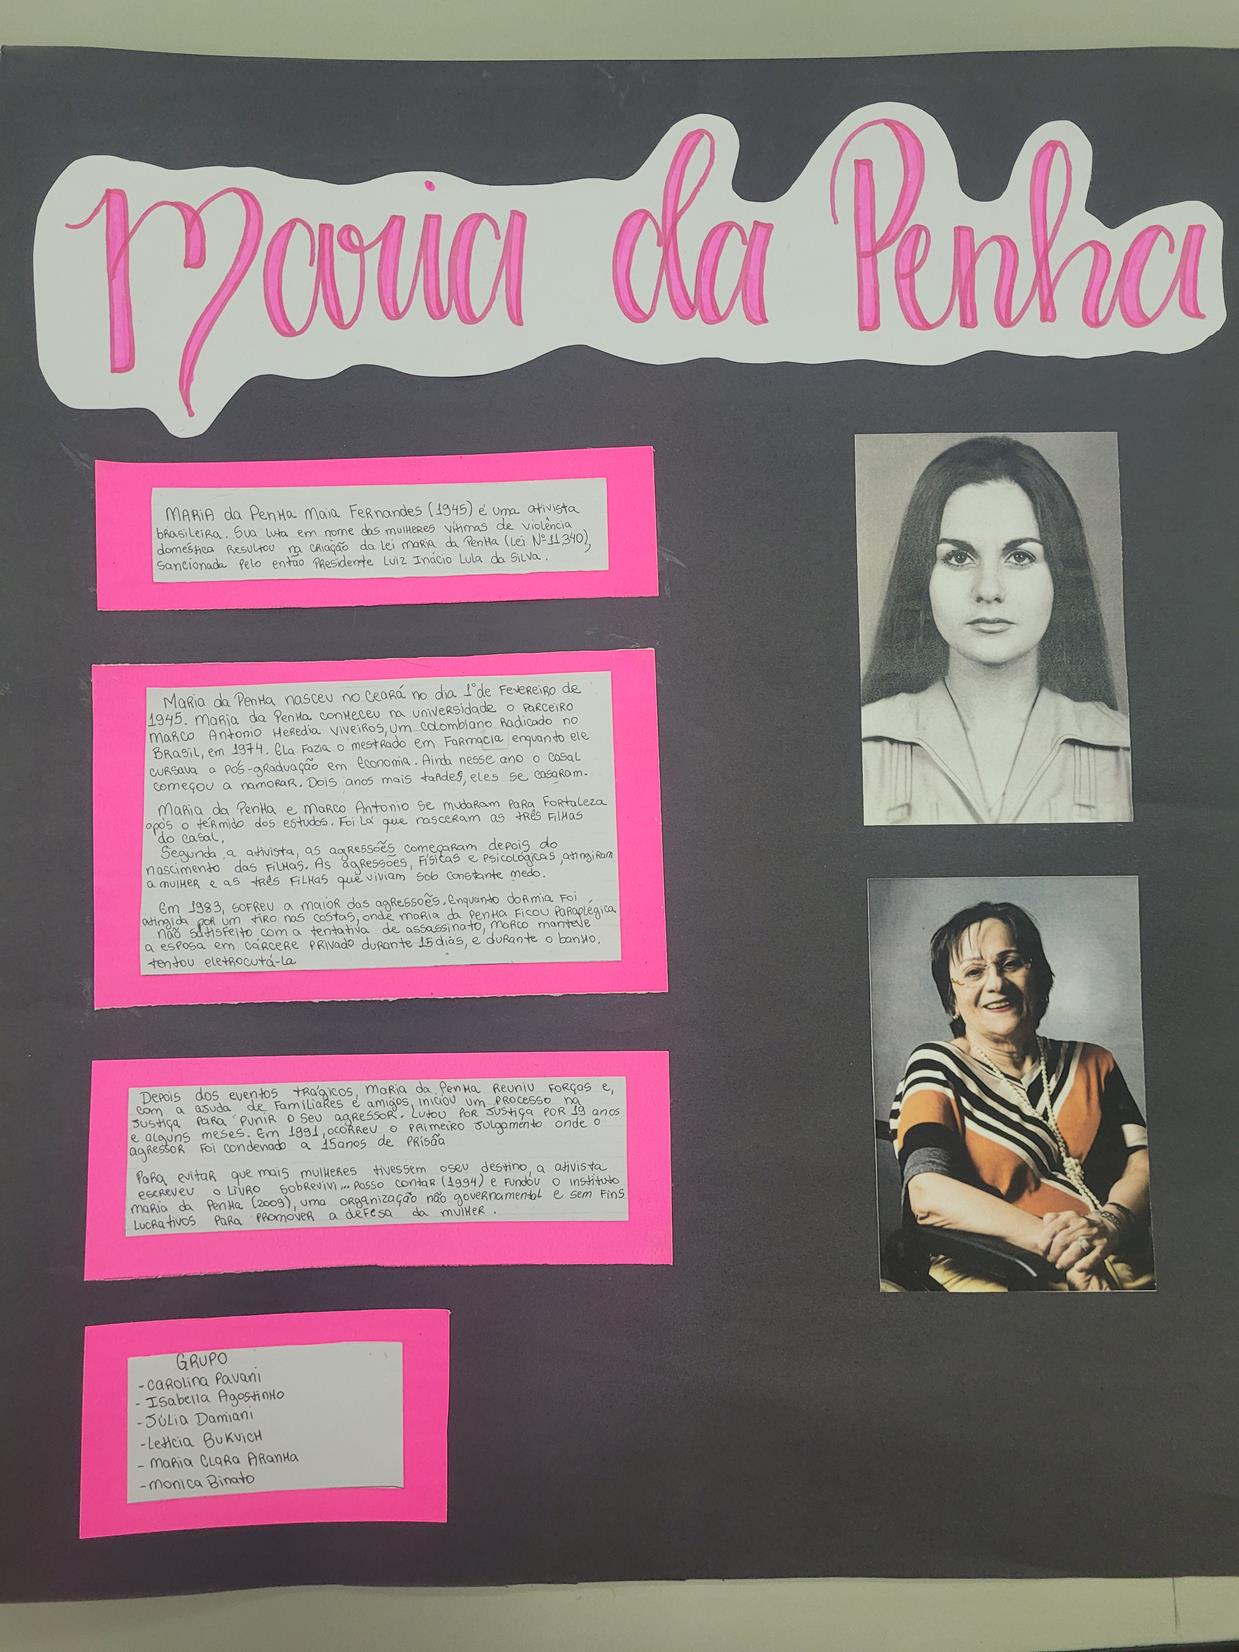 Maria da Penha
Maria da Penha Maia Fernandes (1945) é uma ativista
brasileira. Sua luta em nome das mulheres vítimas de violência
doméstica resultou na criação da lei maria da Penha (Lei Nº 11340),
sancionada pelo então Presidente Luiz Inácio Lula da Silva.
Maria da Penha nasceu no Ceará no dia 1º de Fevereiro de
1945. Maria da Penha conheceu na universidade o parceiro
Marco Antonio Heredia Viveiros, um colombiano radicado no
Brasil, em 1974. Ela fazia o mestrado em Farmacia enquanto ele
cursava a pós-graduação em Economia. Ainda nesse ano o casal
começou a namorar. Dois anos mais tardes, eles se casaram.
Maria da Penha e Marco Antonio se mudaram para Fortaleza
após o térmido dos estudos. Foi lá que nasceram as três filhas
do casal.
Segunda a ativista, as agressões começaram depois do
nascimento das filhas. As agressões, físicas e psicológicas, atingiram
a mulher e as três filhas que viviam sob constante medo.
Em 1983, sofreu a maior das agressões. Enquanto dormia foi
atingida por um tiro nas costas, onde maria da Penha ficou paraplégica
não satisfeito com a tentativa de assassinato, Marco manteve
a esposa em cárcere privado durante 15 dias, e durante o banho,
tentou eletrocutá-la
Depois dos eventos trágicos, Maria da Penha reuniu forças e,
com a ajuda de familiares e amigos, iniciou um processo na
justiça para punir o seu agressor. Lutou por justiça por 19 anos
e alguns meses. Em 1991, ocorreu o primeiro julgamento onde o
agressor foi condenado a 15 anos de prisão
Para evitar que mais mulheres tivessem o seu destino, a ativista
escreveu o livro sobrevivi... Posso contar (1994) e fundou o instituto
maria da Penha (2009), uma organização não governamental e sem fins
lucrativos para promover a defesa da mulher.
GRUPO
- Carolina Pavani
- Isabella Agostinho
- Júlia Damiani
- Leticia Bukvich
- Maria Clara Aranha
- Monica Binato